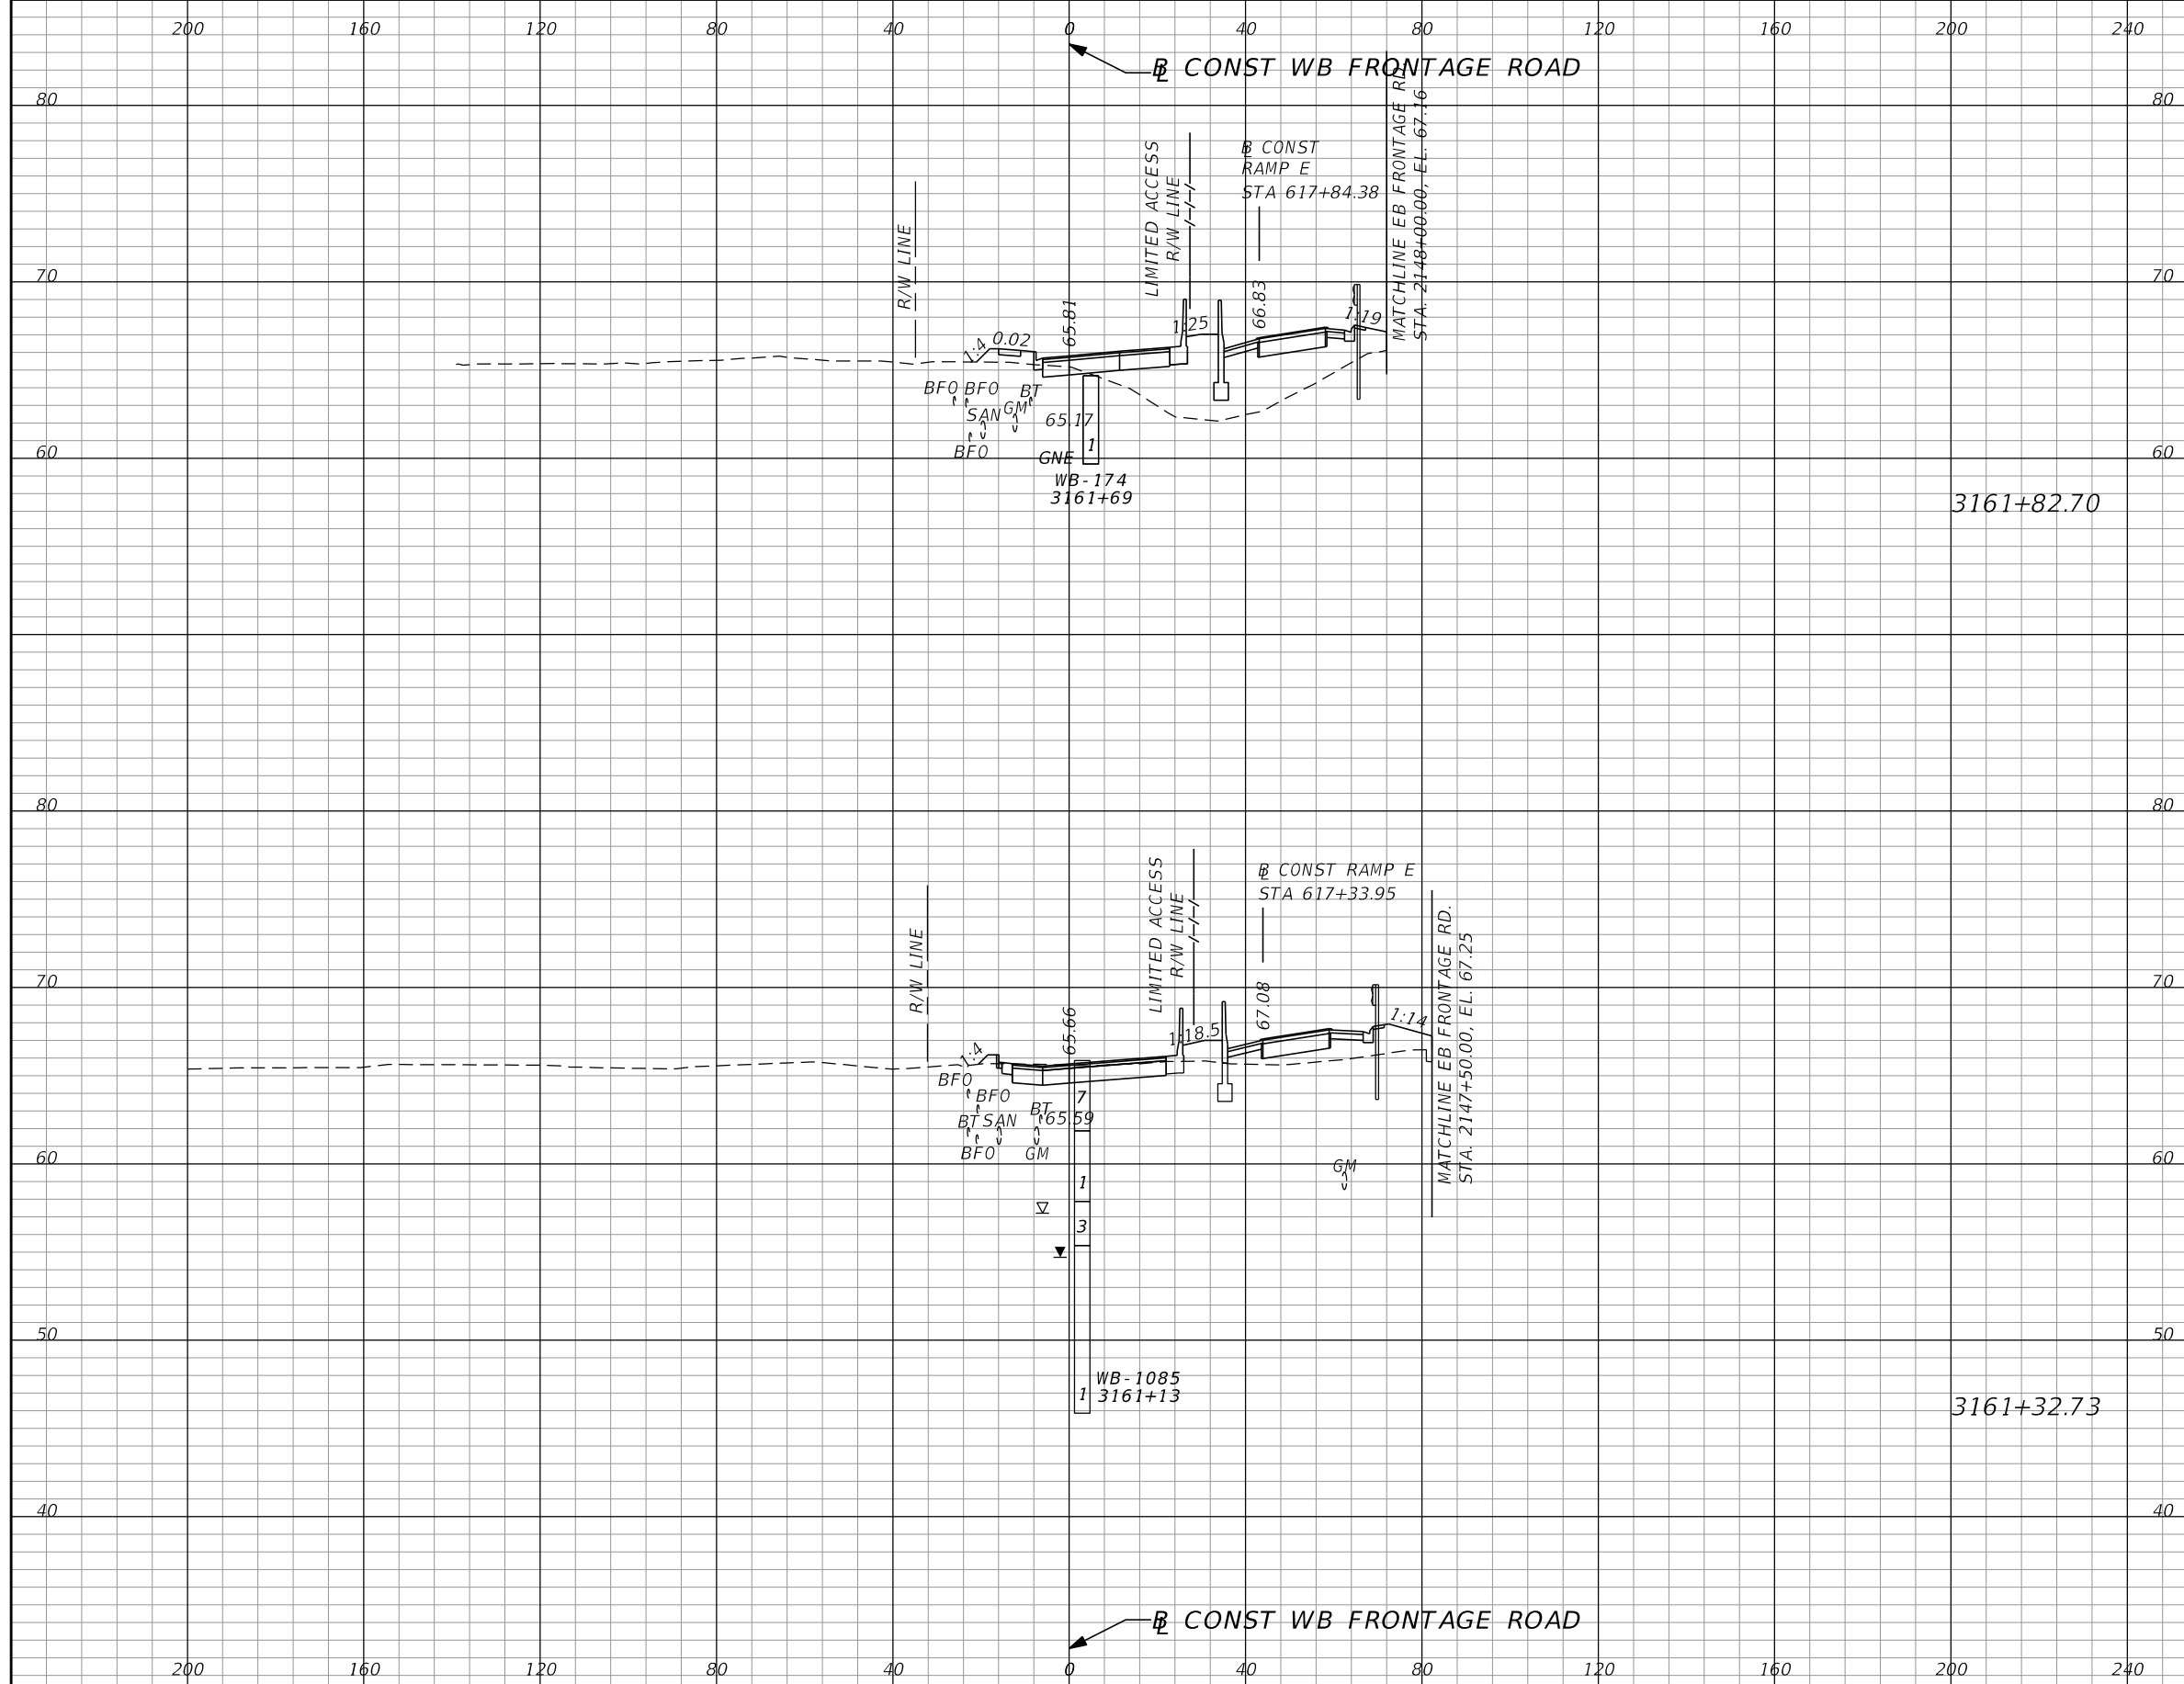 200 160 120 80 40 0 40 80 120 160 200 240
B L CONST WB FRONTAGE ROAD
80 80
MATCHLINE EB FRONTAGE RD.
STA. 2148+00.00, EL. 67.16
LIMITED ACCESS
R/W LINE
B L CONST
RAMP E
STA 617+84.38
R/W LINE
70 70
65.81
66.83
1:25
1:19
1:4
0.02
BFO BFO BT
SAN GM
65.17
BFO
1
GNE
60 60
WB-174
3161+69
3161+82.70
80 80
LIMITED ACCESS
R/W LINE
B L CONST RAMP E
STA 617+33.95
MATCHLINE EB FRONTAGE RD.
STA. 2147+50.00, EL. 67.25
R/W LINE
70 70
65.66
67.08
1:18.5
1:14
1:4
BFO
BFO
7
BT
65.59
BT SAN
BFO GM
60 60
GM
1
3
50 50
WB-1085
3161+13
1
3161+32.73
40 40
B L CONST WB FRONTAGE ROAD
200 160 120 80 40 0 40 80 120 160 200 240